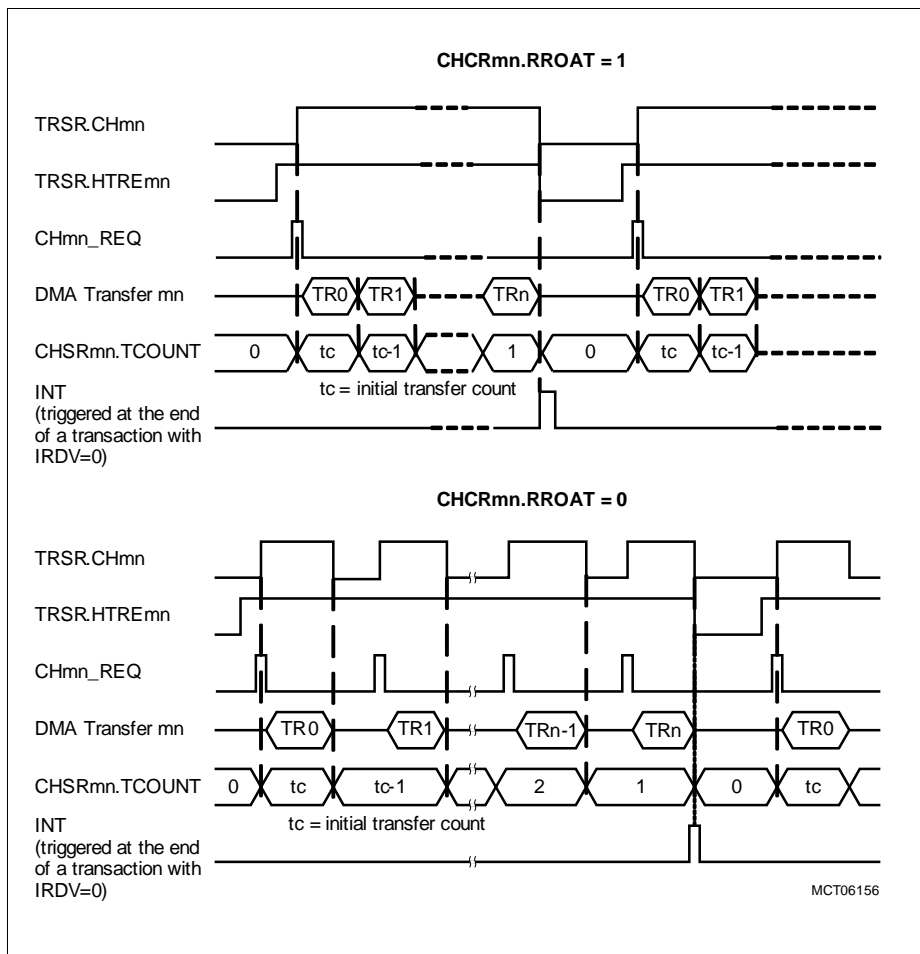 CHCRmn.RROAT = 1
TRSR.CHmn
TRSR.HTREmn
CHmn_REQ
DMA Transfer mn TR0 TR1 TRn TR0 TR1
CHSRmn.TCOUNT 0 tc tc-1 1 0 tc tc-1
tc = initial transfer count
INT
(triggered at the end
of a transaction with
IRDV=0)
CHCRmn.RROAT = 0
TRSR.CHmn
TRSR.HTREmn
CHmn_REQ
DMA Transfer mn TR0 TR1 TRn-1 TRn TR0
CHSRmn.TCOUNT 0 tc tc-1 2 1 0 tc
tc = initial transfer count
INT
(triggered at the end
of a transaction with
IRDV=0)
MCT06156